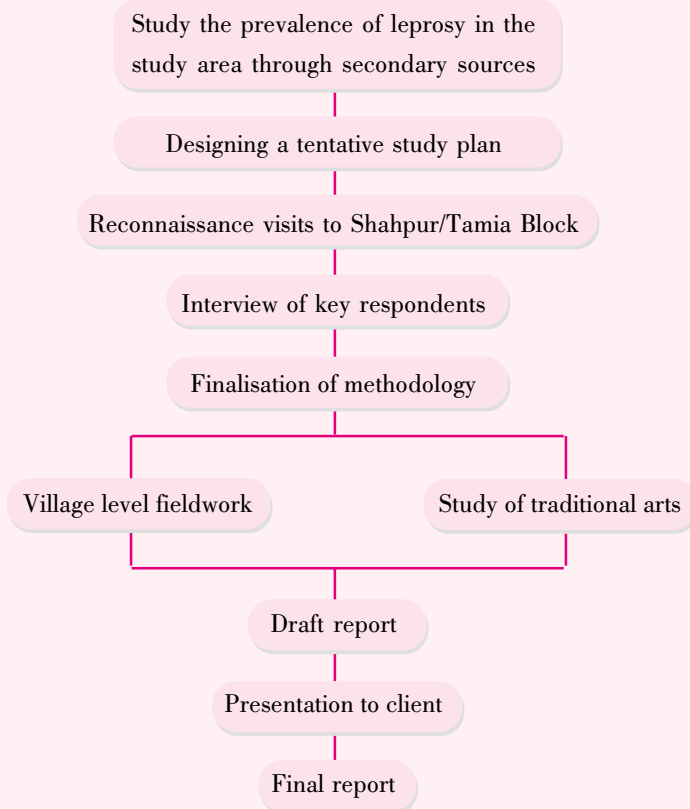 Study the prevalence of leprosy in the
study area through secondary sources
Designing a tentative study plan
Reconnaissance visits to Shahpur/Tamia Block
Interview of key respondents
Finalisation of methodology
Village level fieldwork
Study of traditional arts
Draft report
Presentation to client
Final report